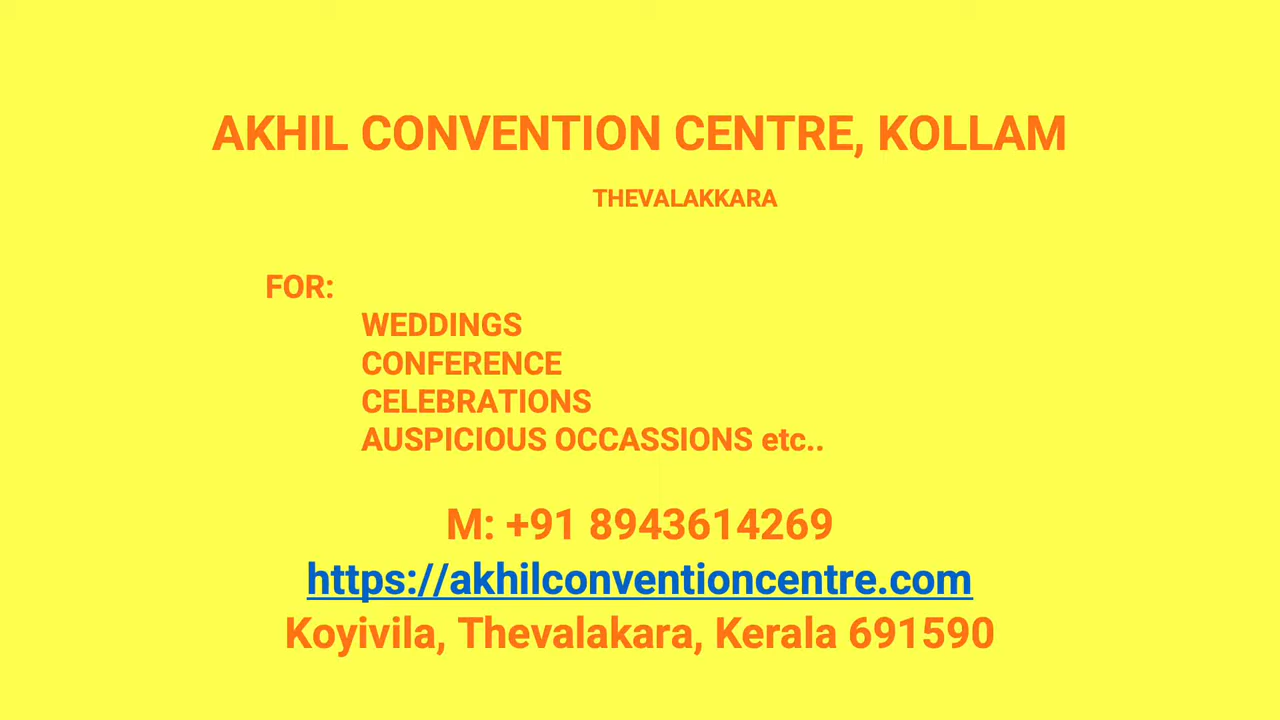 AKHIL CONVENTION CENTRE, KOLLAM
THEVALAKKARA
FOR:
WEDDINGS
CONFERENCE
CELEBRATIONS
AUSPICIOUS OCCASSIONS etc..
M: +91 8943614269
https://akhilconventioncentre.com
Koyivila, Thevalakara, Kerala 691590